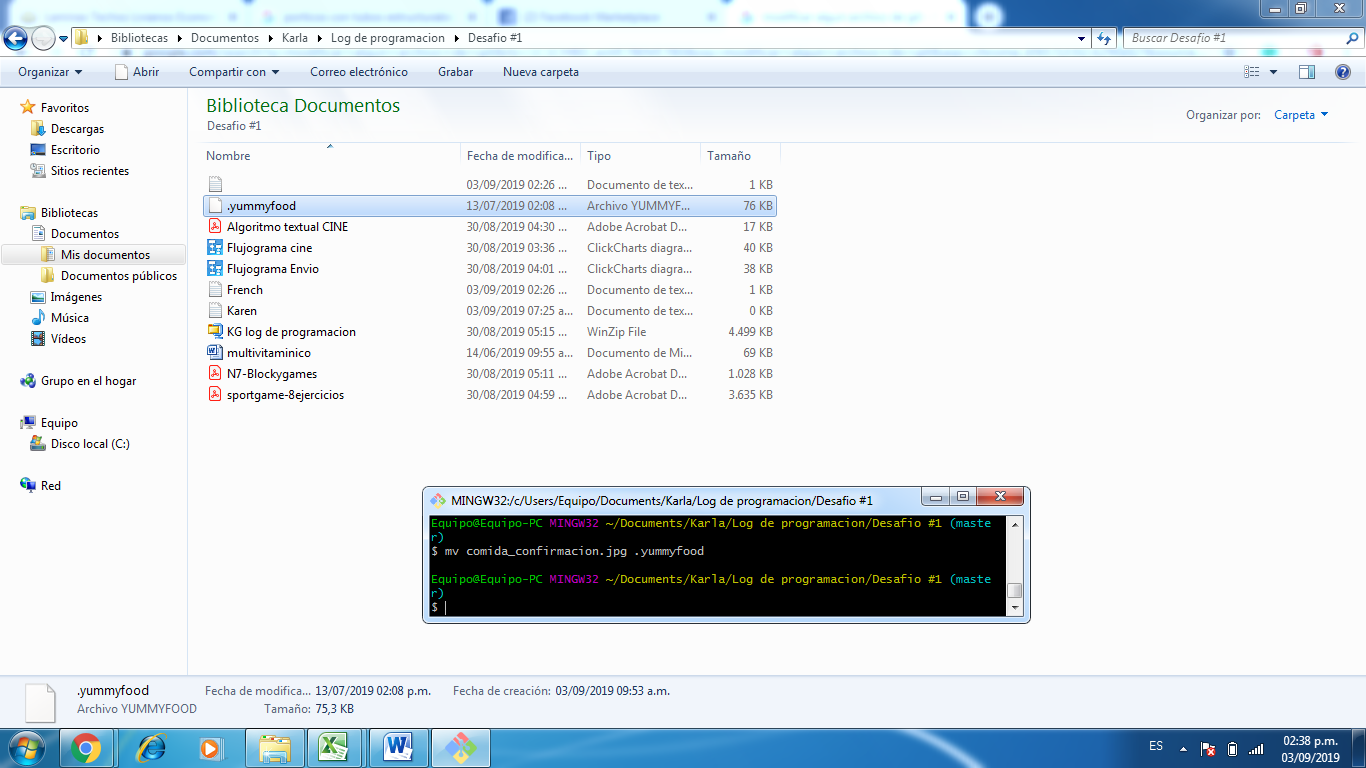 Bibliotecas Documentos Karla Log de programacion Desafio #1
Buscar Desafio #1
Organizar Abrir Compartir con Correo electrónico Grabar Nueva carpeta
Favoritos
Descargas
Escritorio
Sitios recientes
Bibliotecas
Documentos
Mis documentos
Documentos públicos
Imágenes
Música
Vídeos
Grupo en el hogar
Equipo
Disco local (C:)
Red
Biblioteca Documentos
Desafio #1
Organizar por: Carpeta
Nombre Fecha de modifica... Tipo Tamaño
03/09/2019 02:26 ... Documento de tex... 1 KB
.yummyfood 13/07/2019 02:08 ... Archivo YUMMYF... 76 KB
Algoritmo textual CINE 30/08/2019 04:30 ... Adobe Acrobat D... 17 KB
Flujograma cine 30/08/2019 03:36 ... ClickCharts diagra... 40 KB
Flujograma Envio 30/08/2019 04:01 ... ClickCharts diagra... 38 KB
French 03/09/2019 02:26 ... Documento de tex... 1 KB
Karen 03/09/2019 07:25 a... Documento de tex... 0 KB
KG log de programacion 30/08/2019 05:15 ... WinZip File 4.499 KB
multivitaminico 14/06/2019 09:55 a... Documento de Mi... 69 KB
N7-Blockygames 30/08/2019 05:11 ... Adobe Acrobat D... 1.028 KB
sportgame-8ejercicios 30/08/2019 04:59 ... Adobe Acrobat D... 3.635 KB
MINGW32:/c/Users/Equipo/Documents/Karla/Log de programacion/Desafio #1
Equipo@Equipo-PC MINGW32 ~/Documents/Karla/Log de programacion/Desafio #1 (maste
r)
$ mv comida_confirmacion.jpg .yummyfood
Equipo@Equipo-PC MINGW32 ~/Documents/Karla/Log de programacion/Desafio #1 (maste
r)
$
.yummyfood Fecha de modifica... 13/07/2019 02:08 p.m. Fecha de creación: 03/09/2019 09:53 a.m.
Archivo YUMMYFOOD Tamaño: 75,3 KB
ES
02:38 p.m.
03/09/2019